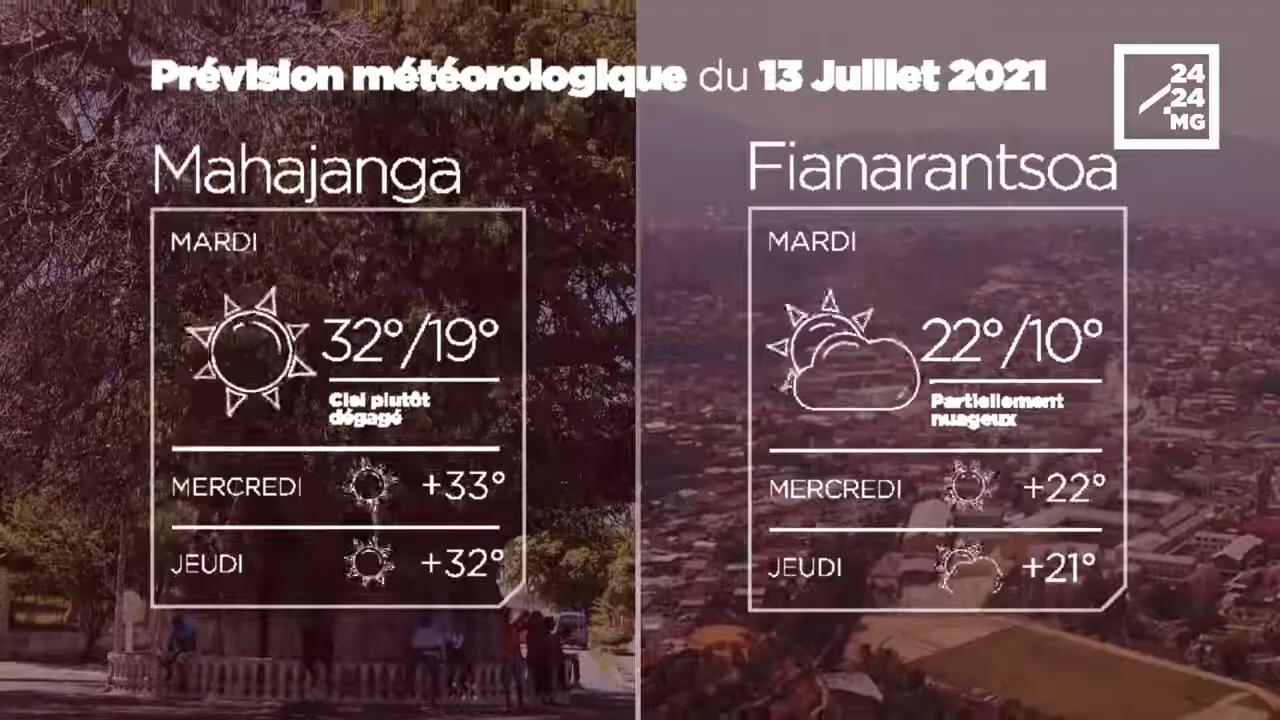 Prévision météorologique du 13 Juillet 2021
24
24
MG
Mahajanga
MARDI
32°/19°
Ciel plutôt
dégagé
MERCREDI +33°
JEUDI +32°
Fianarantsoa
MARDI
22°/10°
Partiellement
nuageux
MERCREDI +22°
JEUDI +21°